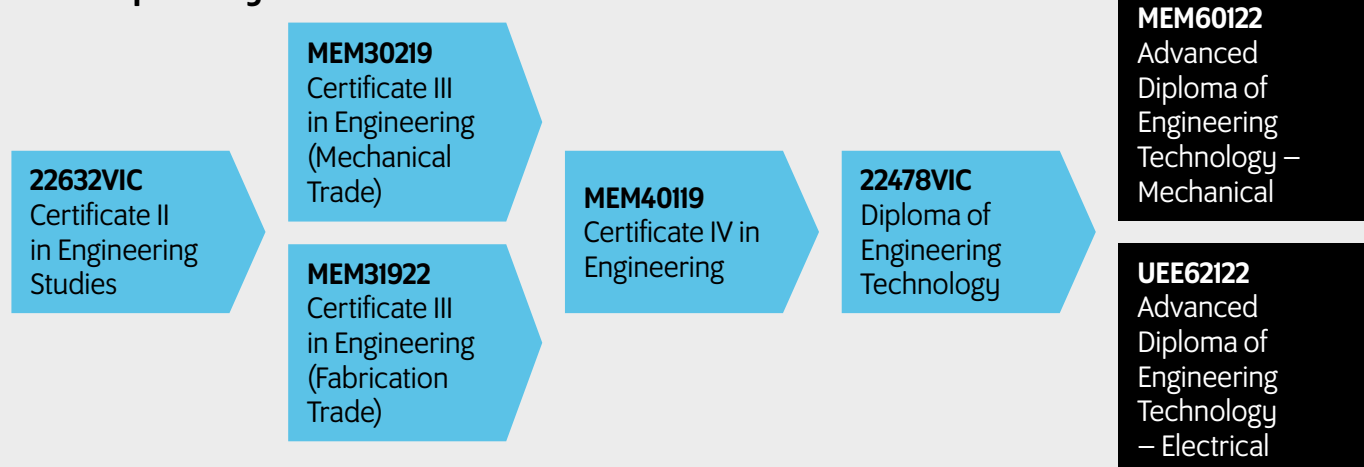 22632VIC
Certificate II
in Engineering
Studies
MEM30219
Certificate III
in Engineering
(Mechanical
Trade)
MEM31922
Certificate III
in Engineering
(Fabrication
Trade)
MEM40119
Certificate IV in
Engineering
22478VIC
Diploma of
Engineering
Technology
MEM60122
Advanced
Diploma of
Engineering
Technology –
Mechanical
UEE62122
Advanced
Diploma of
Engineering
Technology
– Electrical